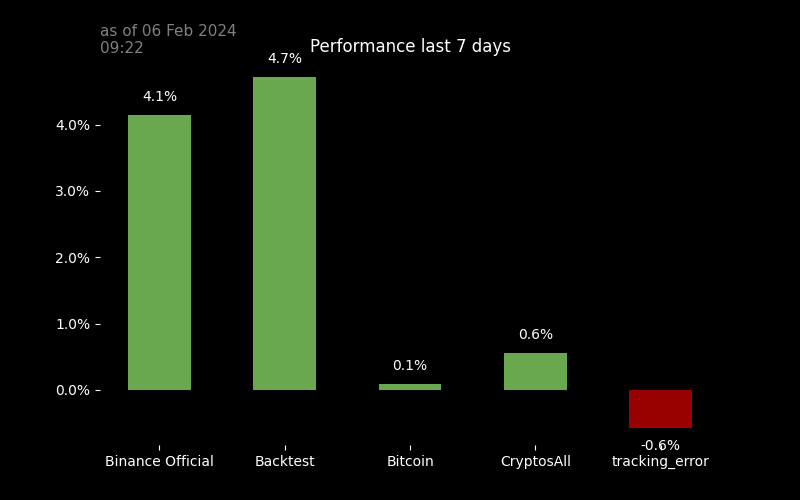 as of 06 Feb 2024
09:22
Performance last 7 days
4.7%
4.1%
4.0%
3.0%
2.0%
1.0%
0.6%
0.1%
0.0%
-0.6%
Binance Official
Backtest
Bitcoin
CryptosAll
tracking_error